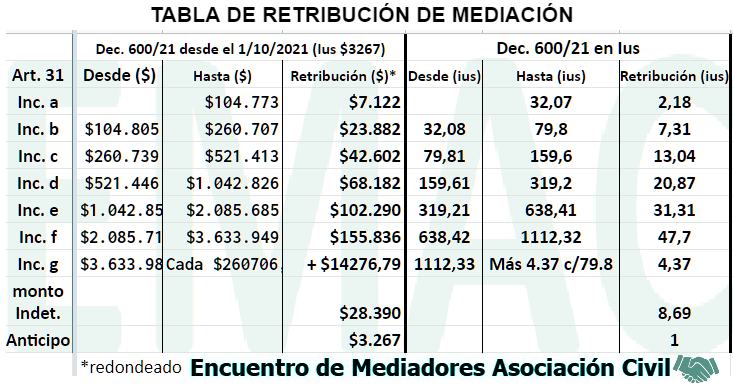 TABLA DE RETRIBUCIÓN DE MEDIACIÓN
Dec. 600/21 desde el 1/10/2021 (Ius $3267) Dec. 600/21 en Ius
Art. 31 Desde ($) Hasta ($) Retribución ($)* Desde (ius) Hasta (ius) Retribución (ius)
Inc. a $104.773 $7.122 32,07 2,18
Inc. b $104.805 $260.707 $23.882 32,08 79,8 7,31
Inc. c $260.739 $521.413 $42.602 79,81 159,6 13,04
Inc. d $521.446 $1.042.826 $68.182 159,61 319,2 20,87
Inc. e $1.042.85 $2.085.685 $102.290 319,21 638,41 31,31
Inc. f $2.085.71 $3.633.949 $155.836 638,42 1112,32 47,7
Inc. g $3.633.98 Cada $260706, + $14276,79 1112,33 Más 4.37 c/79.8 4,37
monto
Indet. $28.390 8,69
Anticipo $3.267 1
*redondeado Encuentro de Mediadores Asociación Civil
EMAC